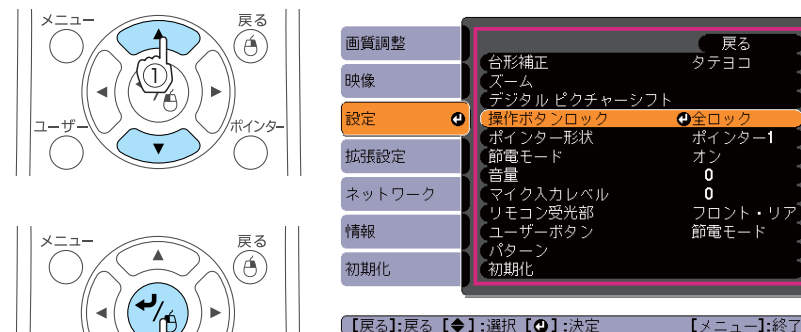 メニュー
戻る
①
ユーザー
ポインター
メニュー
戻る
画質調整
映像
設定
拡張設定
ネットワーク
情報
初期化
戻る
台形補正 タテヨコ
ズーム
デジタル ピクチャーシフト
操作ボタンロック 全ロック
ポインター形状 ポインター1
節電モード オン
音量 0
マイク入力レベル 0
リモコン受光部 フロント・リア
ユーザーボタン 節電モード
パターン
初期化
[戻る]:戻る [◆]:選択 [↵]:決定 [メニュー]:終了